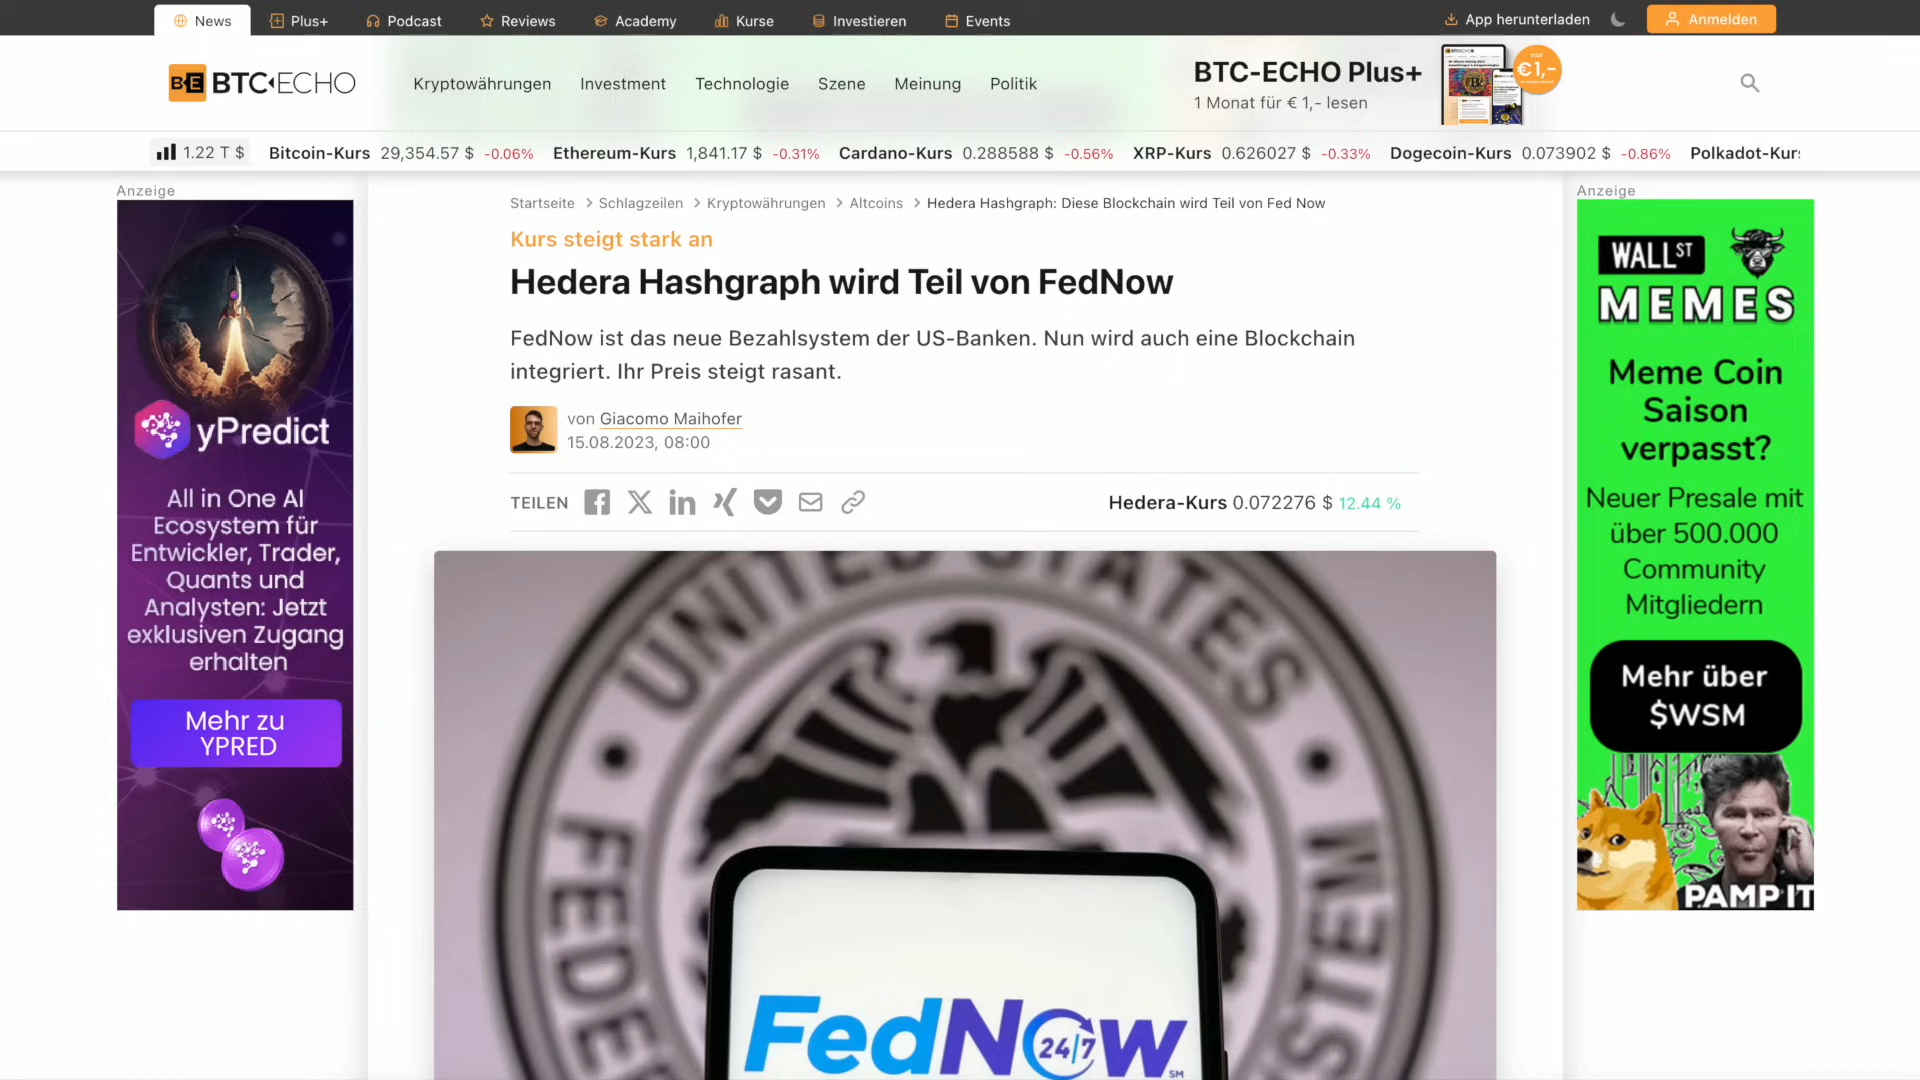 News
Plus+
Podcast
Reviews
Academy
Kurse
Investieren
Events
App herunterladen
Anmelden
BE BTC-ECHO
Kryptowährungen
Investment
Technologie
Szene
Meinung
Politik
BTC-ECHO Plus+
1 Monat für € 1,- lesen
nur
€1,-
1.22 T $
Bitcoin-Kurs 29,354.57 $ -0.06%
Ethereum-Kurs 1,841.17 $ -0.31%
Cardano-Kurs 0.288588 $ -0.56%
XRP-Kurs 0.626027 $ -0.33%
Dogecoin-Kurs 0.073902 $ -0.86%
Polkadot-Kur
Anzeige
yPredict
All in One AI
Ecosystem für
Entwickler, Trader,
Quants und
Analysten: Jetzt
exklusiven Zugang
erhalten
Mehr zu
YPRED
Startseite > Schlagzeilen > Kryptowährungen > Altcoins > Hedera Hashgraph: Diese Blockchain wird Teil von Fed Now
Kurs steigt stark an
Hedera Hashgraph wird Teil von FedNow
FedNow ist das neue Bezahlsystem der US-Banken. Nun wird auch eine Blockchain
integriert. Ihr Preis steigt rasant.
von Giacomo Maihofer
15.08.2023, 08:00
TEILEN
Hedera-Kurs 0.072276 $ 12.44 %
UNITED STATES
FEDER
FedNow
24/7
SM
Anzeige
WALL ST
MEMES
Meme Coin
Saison
verpasst?
Neuer Presale mit
über 500.000
Community
Mitgliedern
Mehr über
$WSM
PAMP IT